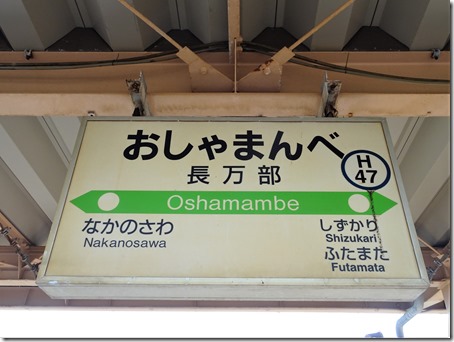 おしゃまんべ
長万部
H
47
Oshamambe
なかのさわ
Nakanosawa
しずかり
Shizukari
ふたまた
Futamata